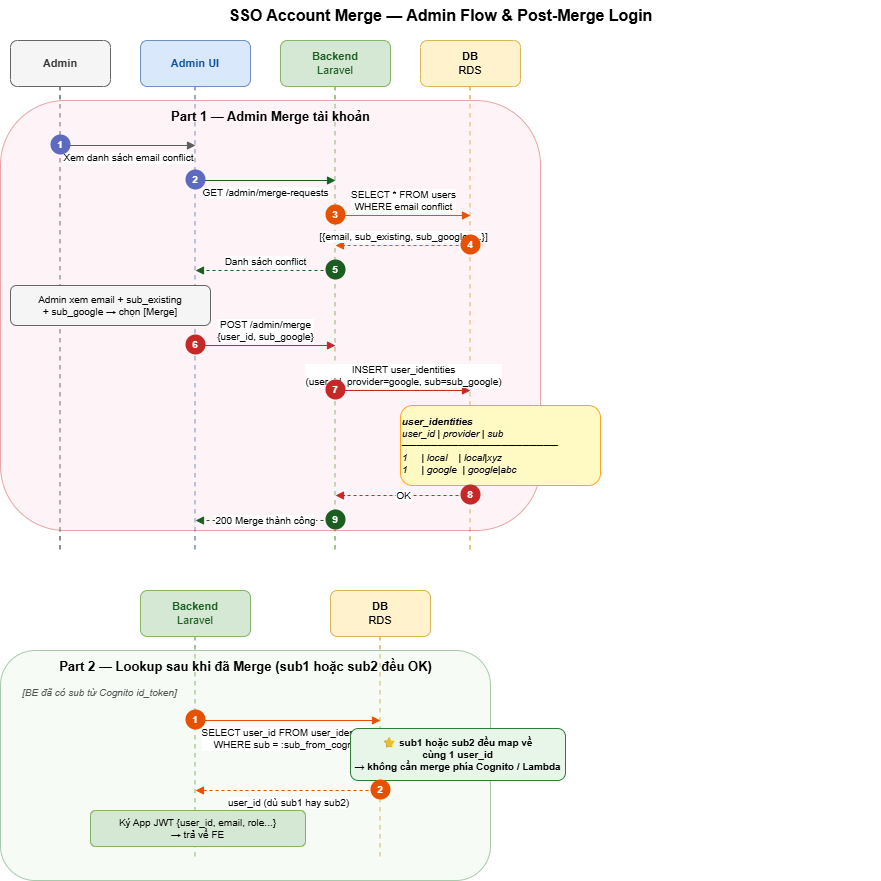 SSO Account Merge — Admin Flow & Post-Merge Login
Admin
Admin UI
Backend
Laravel
DB
RDS
Part 1 — Admin Merge tài khoản
1
Xem danh sách email conflict
2
GET /admin/merge-requests
SELECT * FROM users
WHERE email conflict
3
[{email, sub_existing, sub_google, ...}]
4
Danh sách conflict
5
Admin xem email + sub_existing
+ sub_google → chọn [Merge]
POST /admin/merge
{user_id, sub_google}
6
INSERT user_identities
(user_id, provider=google, sub=sub_google)
7
user_identities
user_id | provider | sub
1 | local | local|xyz
1 | google | google|abc
OK
8
200 Merge thành công
9
Backend
Laravel
DB
RDS
Part 2 — Lookup sau khi đã Merge (sub1 hoặc sub2 đều OK)
[BE đã có sub từ Cognito id_token]
1
SELECT user_id FROM
WHERE sub =
⭐ sub1 hoặc sub2 đều map về
cùng 1 user_id
→ không cần merge phía Cognito / Lambda
2
user_id (dù sub1 hay sub2)
Ký App JWT {user_id, email, role...}
→ trả về FE